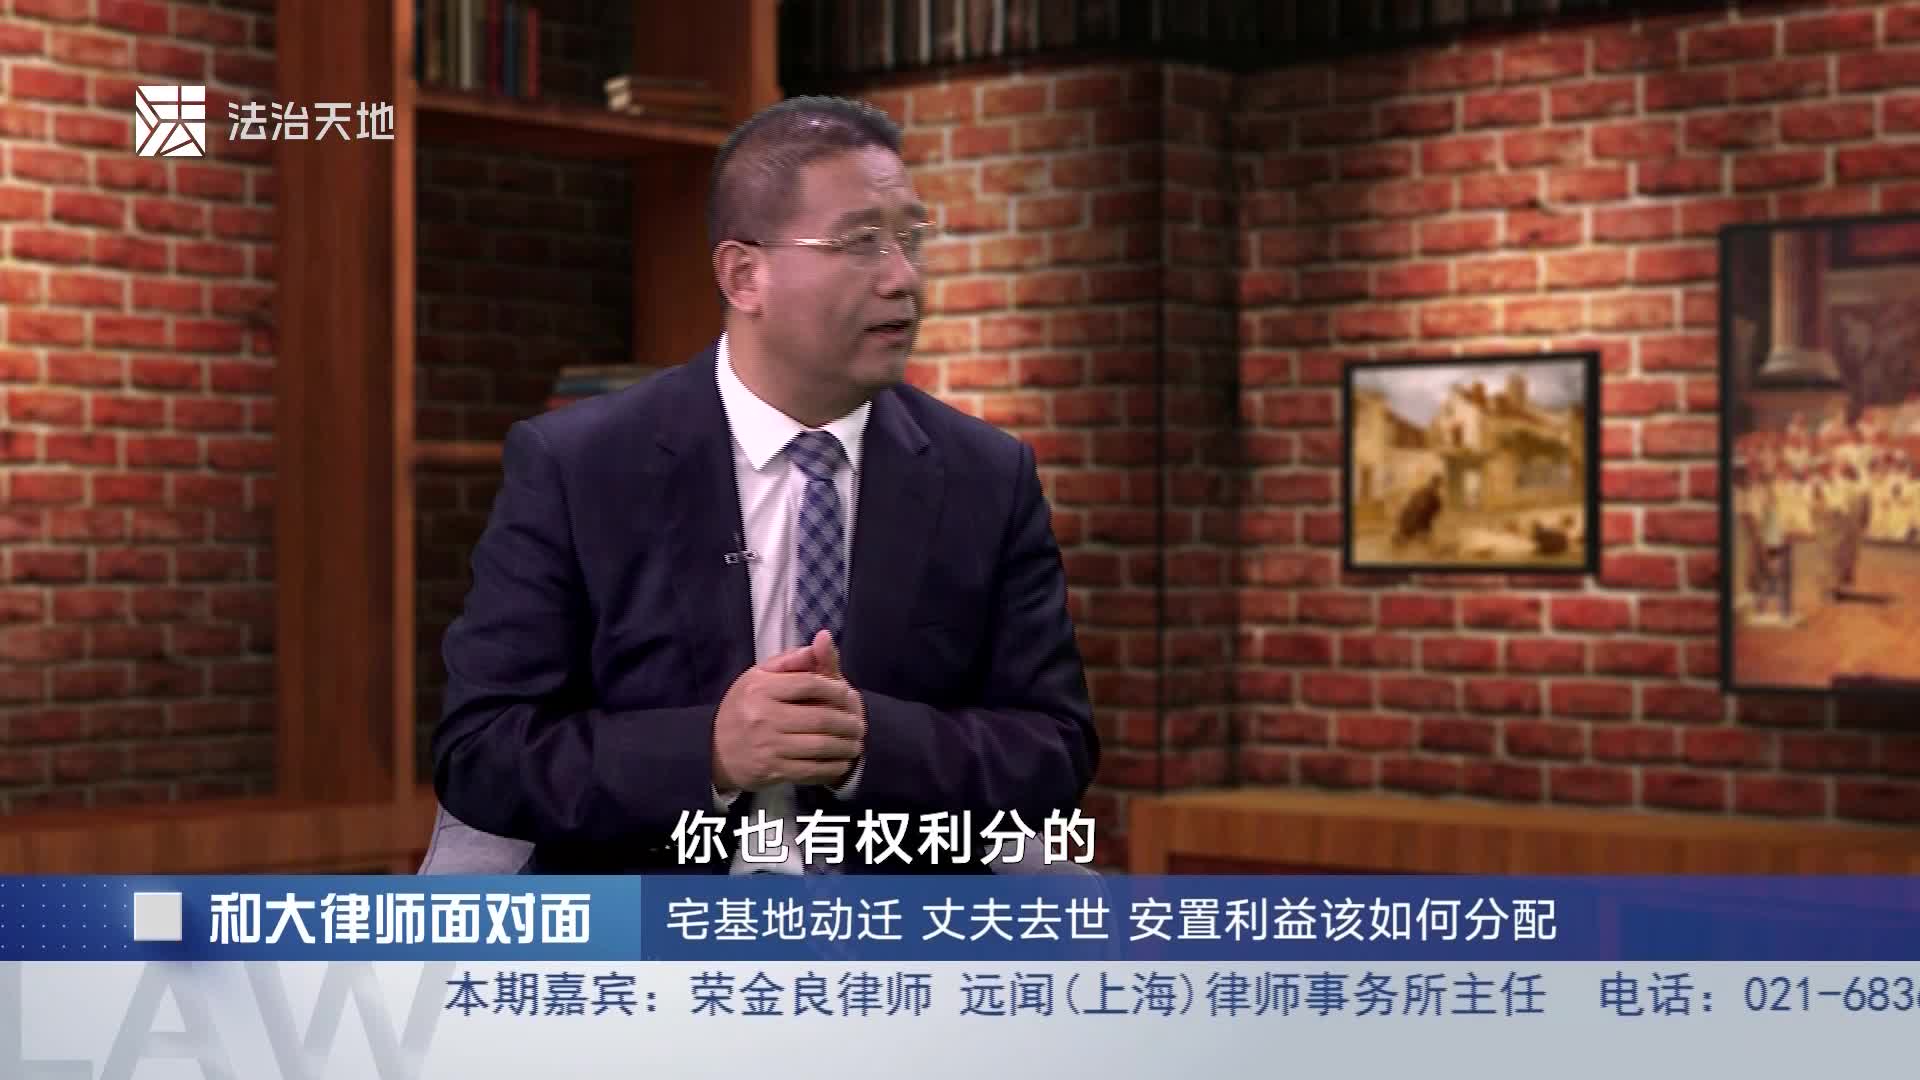 法治天地
你也有权利分的
和大律师面对面
宅基地动迁 丈夫去世 安置利益该如何分配
本期嘉宾：荣金良律师 远闻(上海)律师事务所主任 电话：021-683
LAW